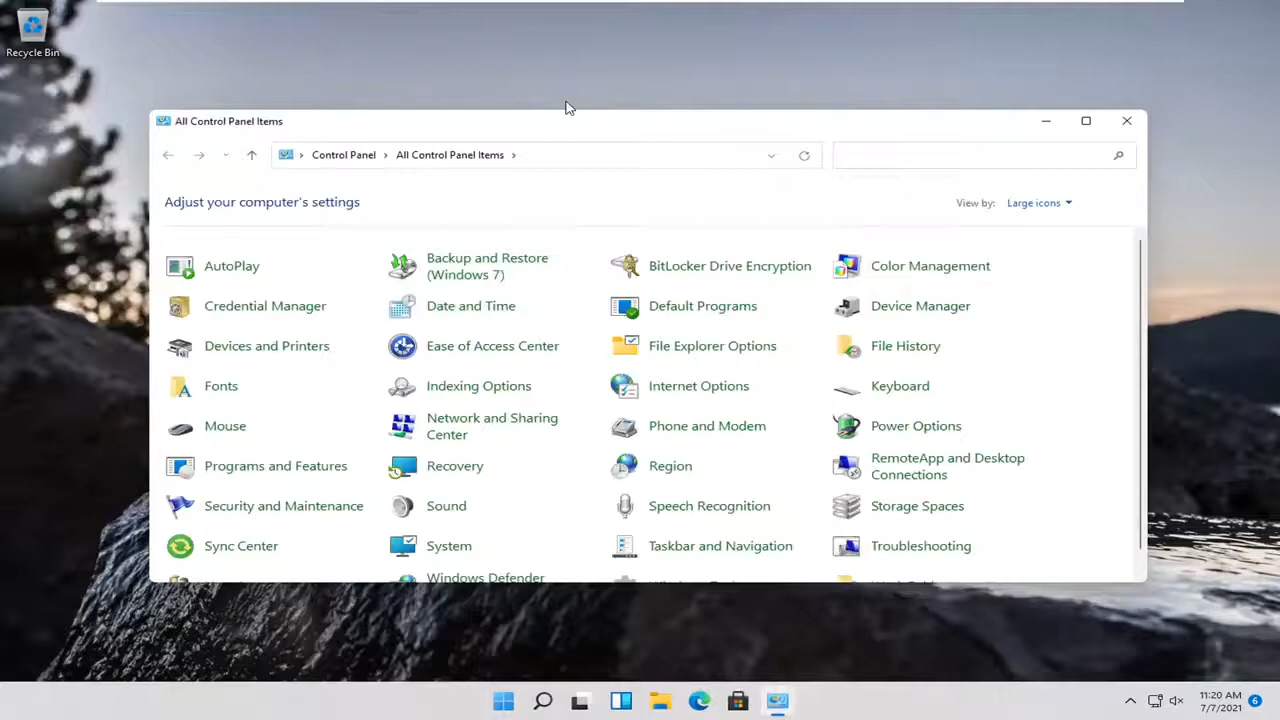 Recycle Bin
All Control Panel Items
Control Panel > All Control Panel Items >
Adjust your computer's settings
View by: Large icons
AutoPlay
Backup and Restore
(Windows 7)
BitLocker Drive Encryption
Color Management
Credential Manager
Date and Time
Default Programs
Device Manager
Devices and Printers
Ease of Access Center
File Explorer Options
File History
Fonts
Indexing Options
Internet Options
Keyboard
Mouse
Network and Sharing
Center
Phone and Modem
Power Options
Programs and Features
Recovery
Region
RemoteApp and Desktop
Connections
Security and Maintenance
Sound
Speech Recognition
Storage Spaces
Sync Center
System
Taskbar and Navigation
Troubleshooting
Windows Defender
11:20 AM
7/7/2021
6